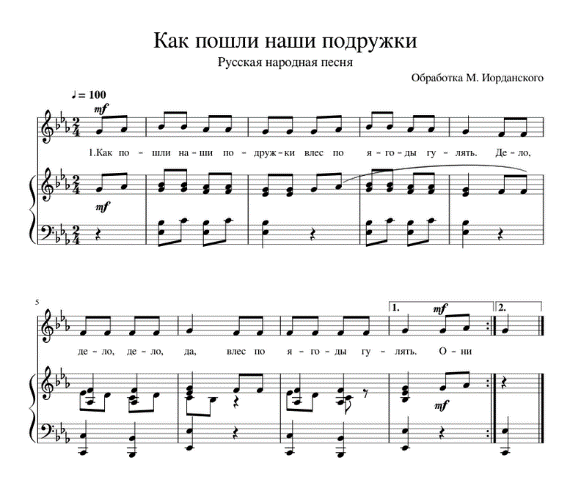 Как пошли наши подружки
Русская народная песня
Обработка М. Иорданского
♩ = 100
mf
1.Как по - шли на - ши по - друж - ки влес по я - го - ды гу - лять. Де - ло,
mf
5
1.
mf
2.
де - ло, де - ло, да, влес по я - го - ды гу - лять. О - ни